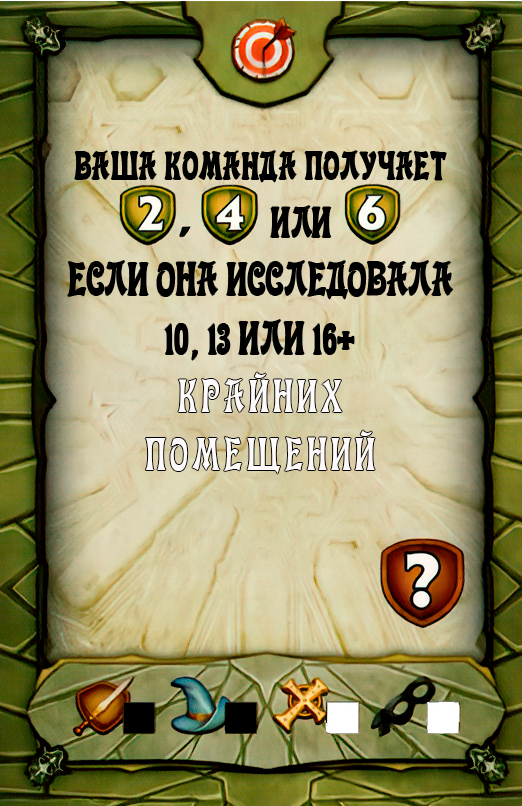 ВАША КОМАНДА ПОЛУЧАЕТ
2, 4 ИЛИ 6
ЕСЛИ ОНА ИССЛЕДОВАЛА
10, 13 ИЛИ 16+
КРАЙНИХ
ПОМЕЩЕНИЙ
?